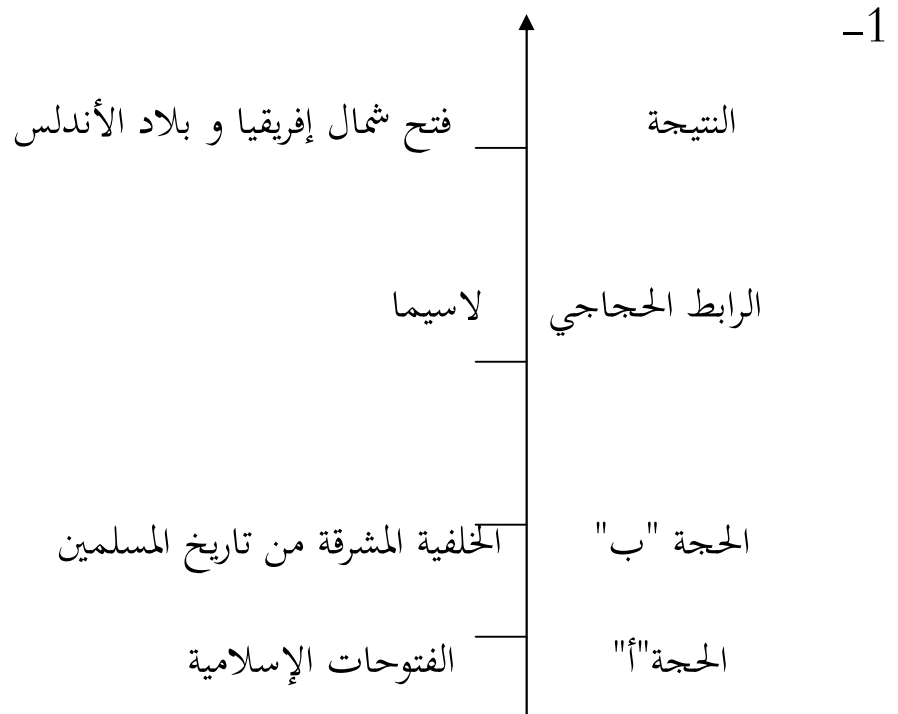 1-
النتيجة فتح شمال إفريقيا و بلاد الأندلس
الرابط الحجاجي لاسيما
الحجة "ب" الخلفية المشرقة من تاريخ المسلمين
الحجة"أ" الفتوحات الإسلامية